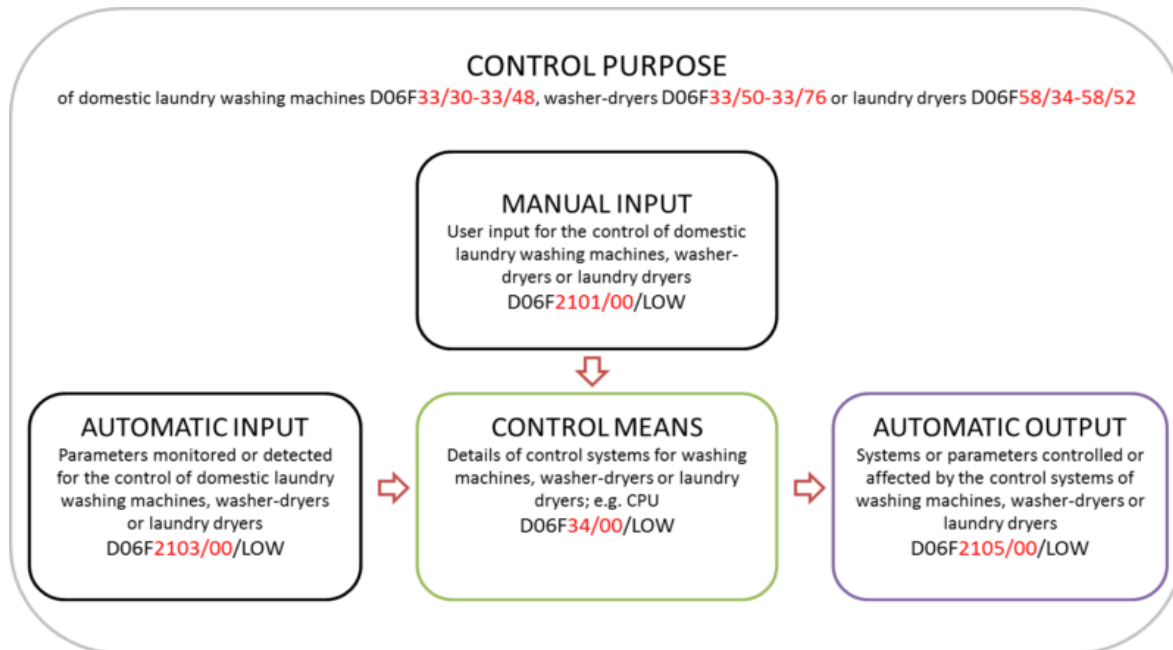 CONTROL PURPOSE
of domestic laundry washing machines D06F33/30-33/48, washer-dryers D06F33/50-33/76 or laundry dryers D06F58/34-58/52
MANUAL INPUT
User input for the control of domestic
laundry washing machines, washer-
dryers or laundry dryers
D06F2101/00/LOW
AUTOMATIC INPUT
Parameters monitored or detected
for the control of domestic laundry
washing machines, washer-dryers
or laundry dryers
D06F2103/00/LOW
CONTROL MEANS
Details of control systems for washing
machines, washer-dryers or laundry
dryers; e.g. CPU
D06F34/00/LOW
AUTOMATIC OUTPUT
Systems or parameters controlled or
affected by the control systems of
washing machines, washer-dryers or
laundry dryers
D06F2105/00/LOW